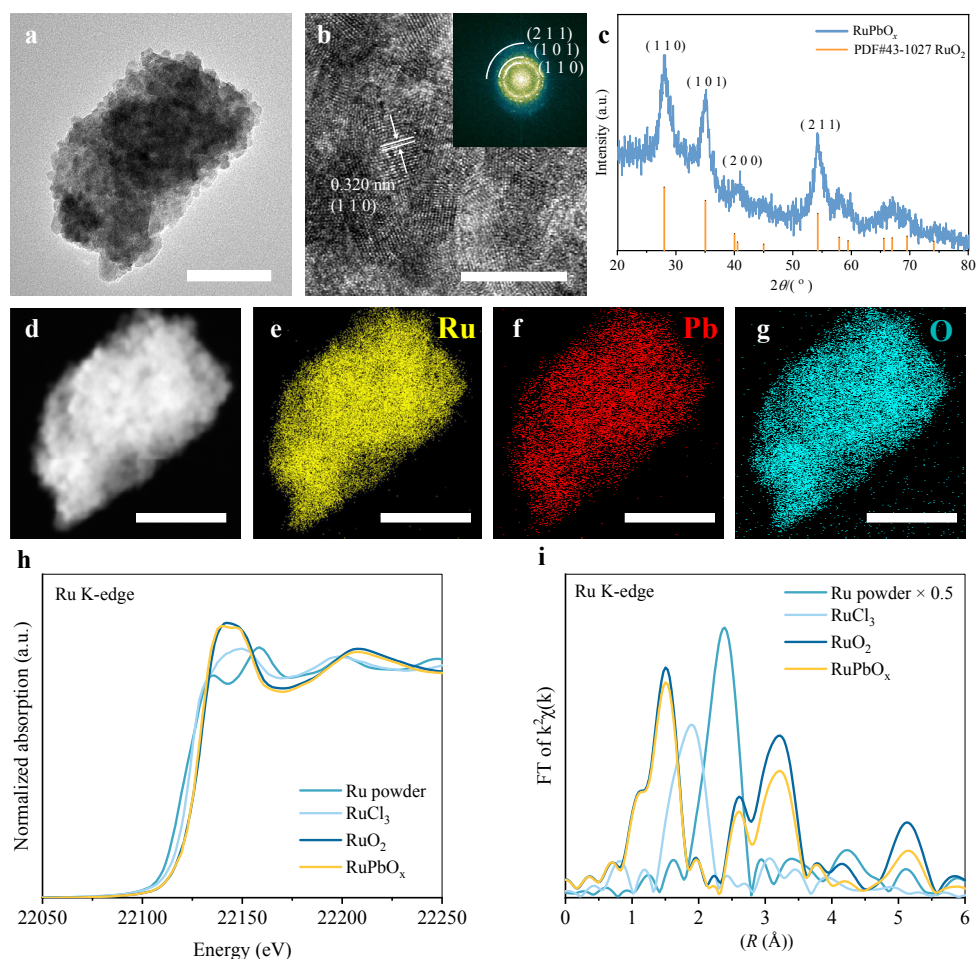 a
b
(2 1 1)
(1 0 1)
(1 1 0)
0.320 nm
(1 1 0)
c
RuPbOₓ
PDF#43-1027 RuO₂
(1 1 0)
(1 0 1)
(2 0 0)
(2 1 1)
Intensity (a.u.)
20 30 40 50 60 70 80
2θ/(°)
d
e
Ru
f
Pb
g
O
h
Ru K-edge
Normalized absorption (a.u.)
Ru powder
RuCl₃
RuO₂
RuPbOₓ
22050 22100 22150 22200 22250
Energy (eV)
i
Ru K-edge
Ru powder × 0.5
RuCl₃
RuO₂
RuPbOₓ
FT of k²χ(k)
0 1 2 3 4 5 6
(R (Å))